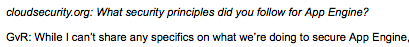 cloudsecurity.org: What security principles did you follow for App Engine?
GvR: While I can't share any specifics on what we're doing to secure App Engine,